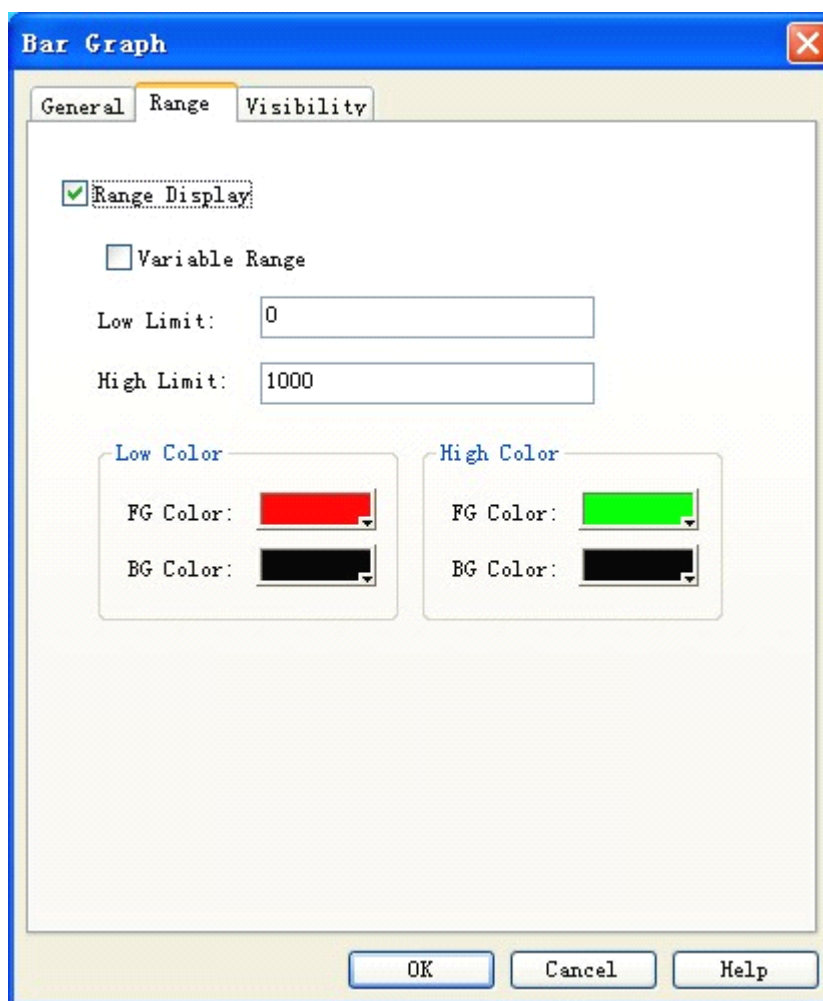 Bar Graph
General Range Visibility
Range Display
Variable Range
Low Limit: 0
High Limit: 1000
Low Color High Color
FG Color: FG Color:
BG Color: BG Color:
OK Cancel Help